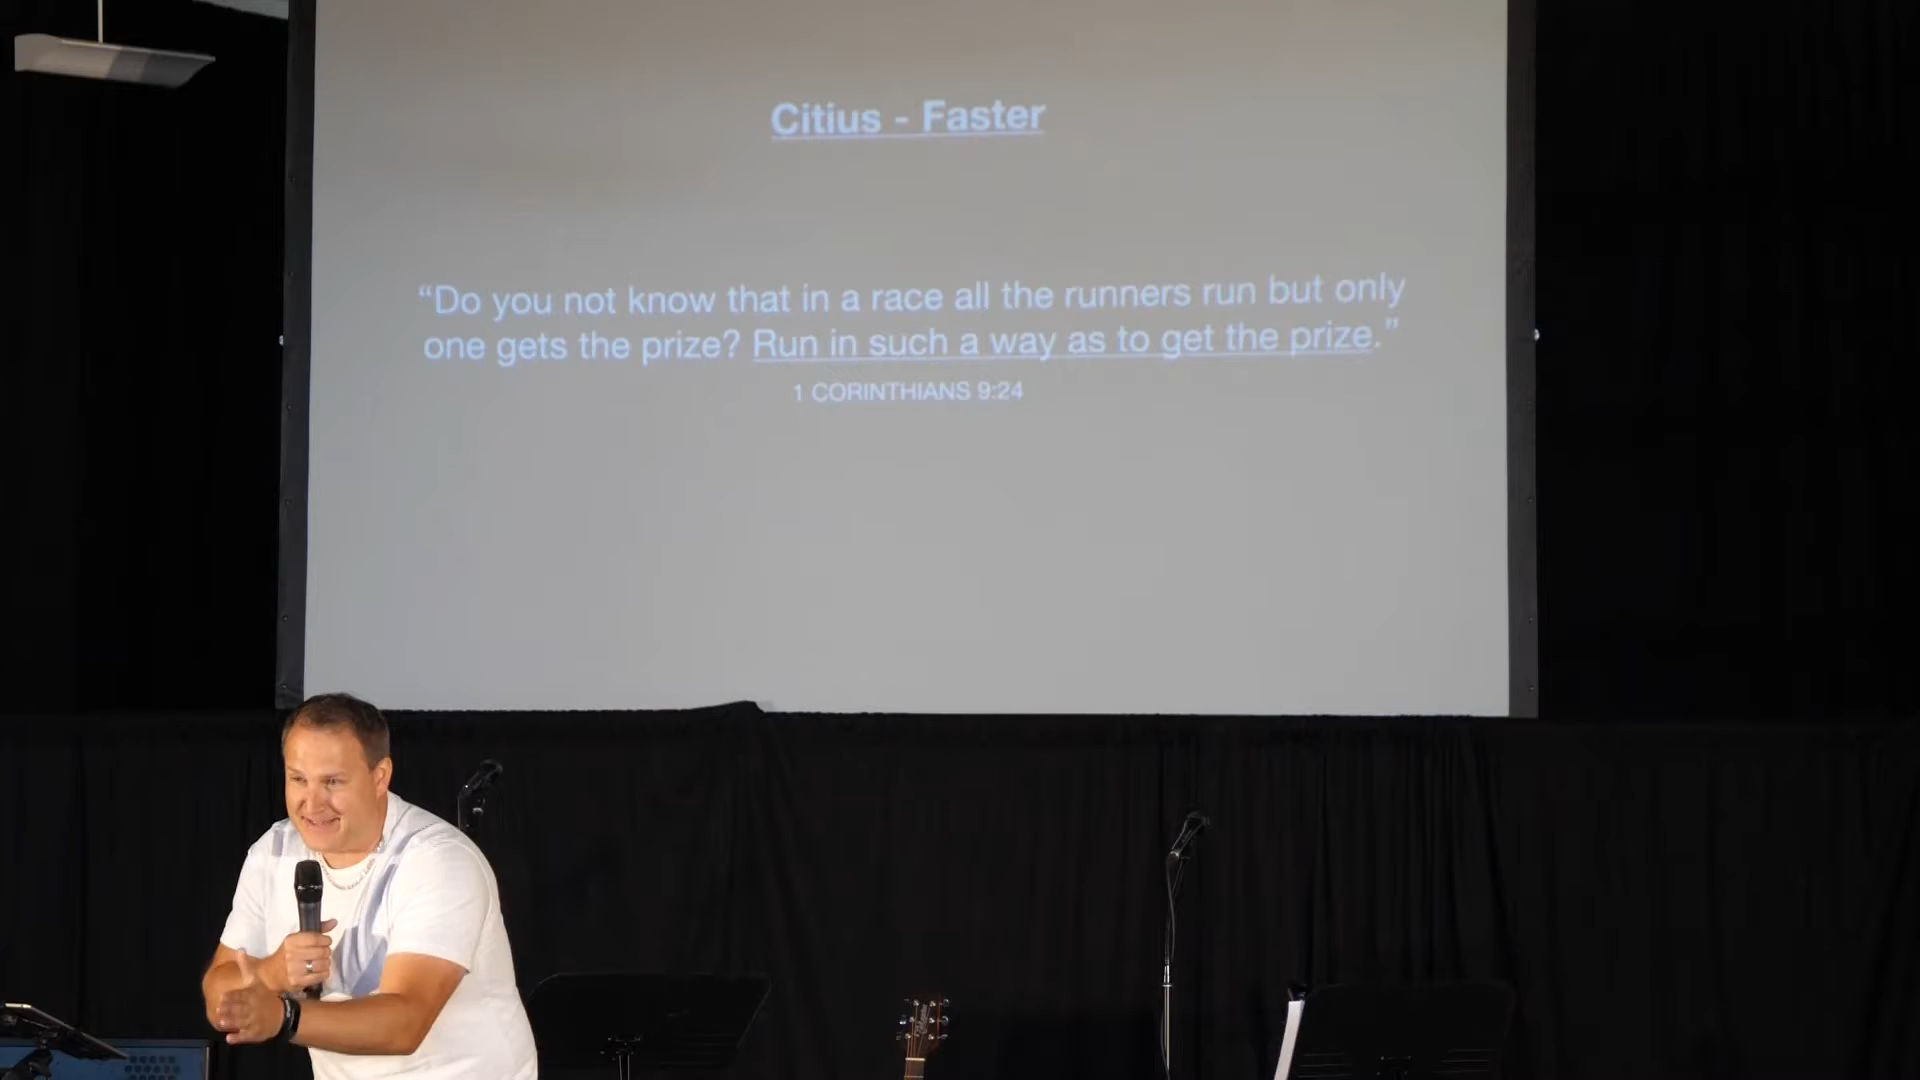 Citius - Faster
“Do you not know that in a race all the runners run but only
one gets the prize? Run in such a way as to get the prize.”
1 CORINTHIANS 9:24